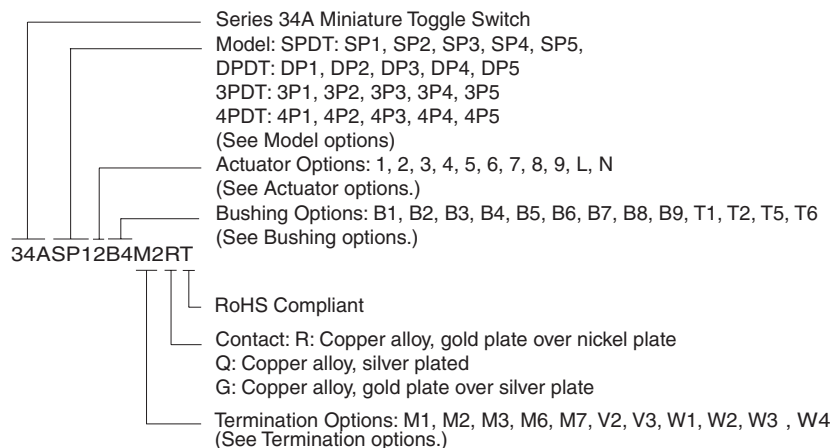 Series 34A Miniature Toggle Switch
Model: SPDT: SP1, SP2, SP3, SP4, SP5,
DPDT: DP1, DP2, DP3, DP4, DP5
3PDT: 3P1, 3P2, 3P3, 3P4, 3P5
4PDT: 4P1, 4P2, 4P3, 4P4, 4P5
(See Model options)
Actuator Options: 1, 2, 3, 4, 5, 6, 7, 8, 9, L, N
(See Actuator options.)
Bushing Options: B1, B2, B3, B4, B5, B6, B7, B8, B9, T1, T2, T5, T6
(See Bushing options.)
34ASP12B4M2RT
RoHS Compliant
Contact: R: Copper alloy, gold plate over nickel plate
Q: Copper alloy, silver plated
G: Copper alloy, gold plate over silver plate
Termination Options: M1, M2, M3, M6, M7, V2, V3, W1, W2, W3 , W4
(See Termination options.)